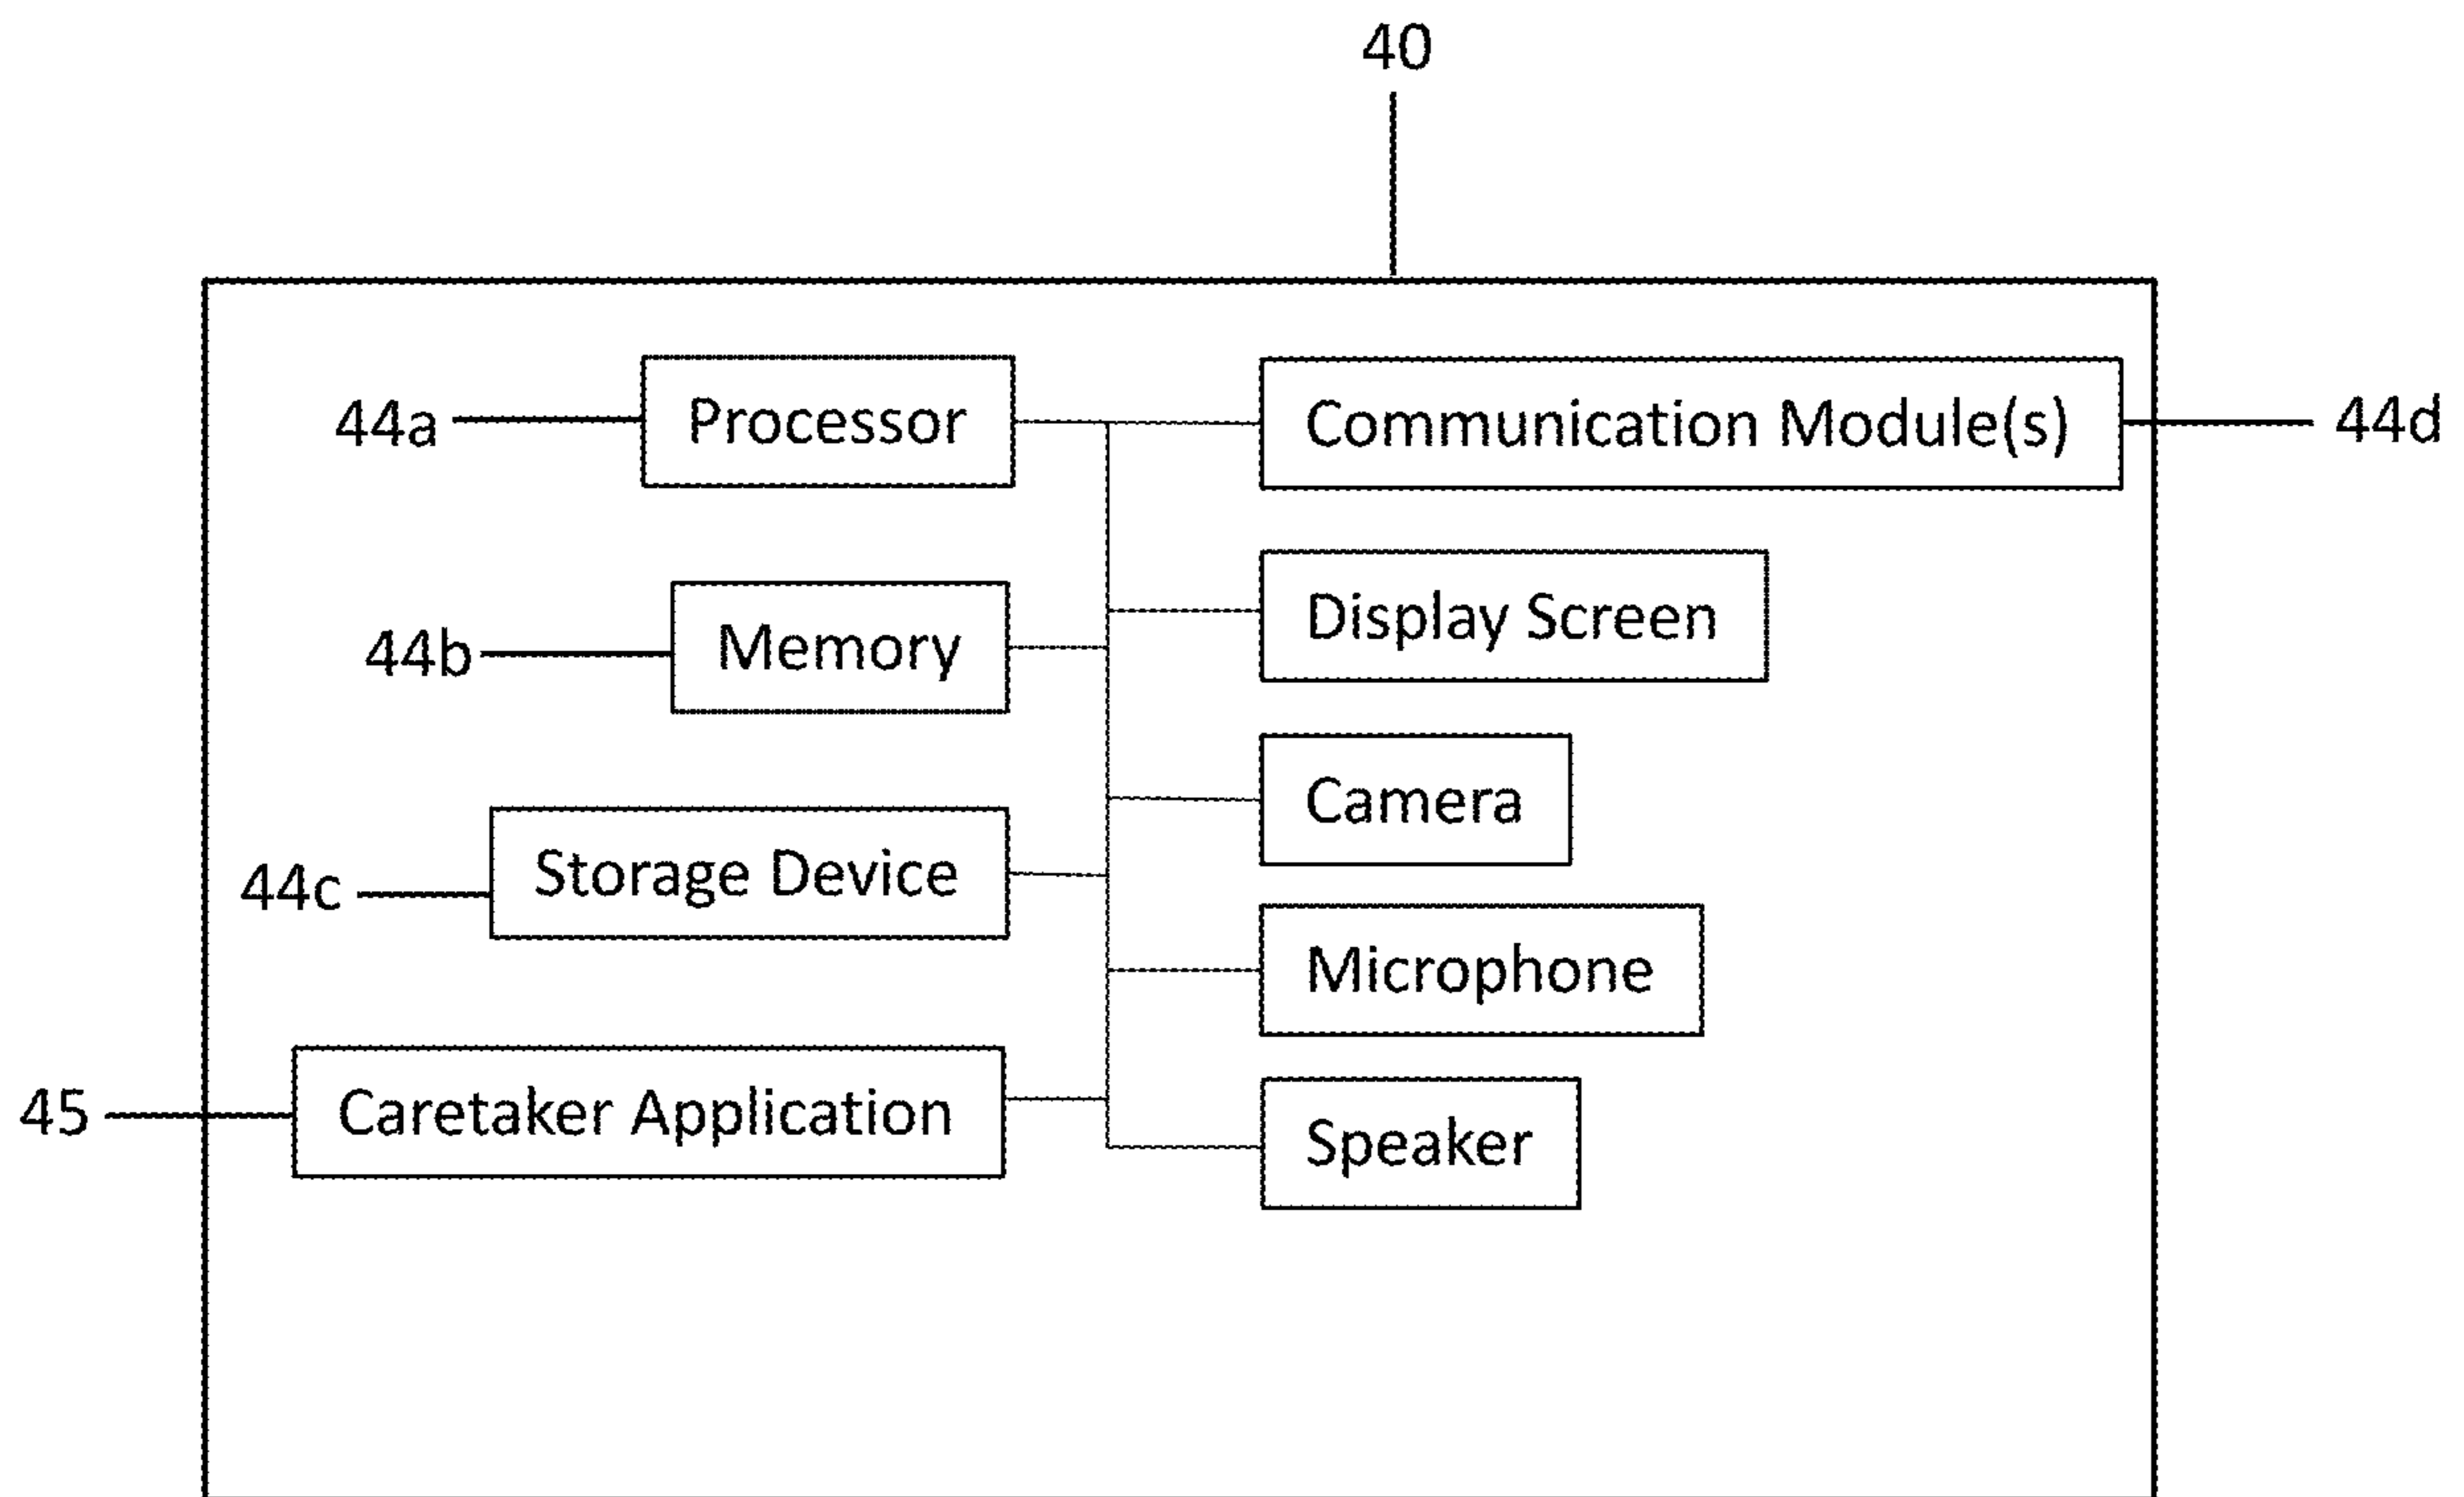 40
44a
Processor
Communication Module(s)
44d
Display Screen
44b
Memory
Camera
44c
Storage Device
Microphone
45
Caretaker Application
Speaker